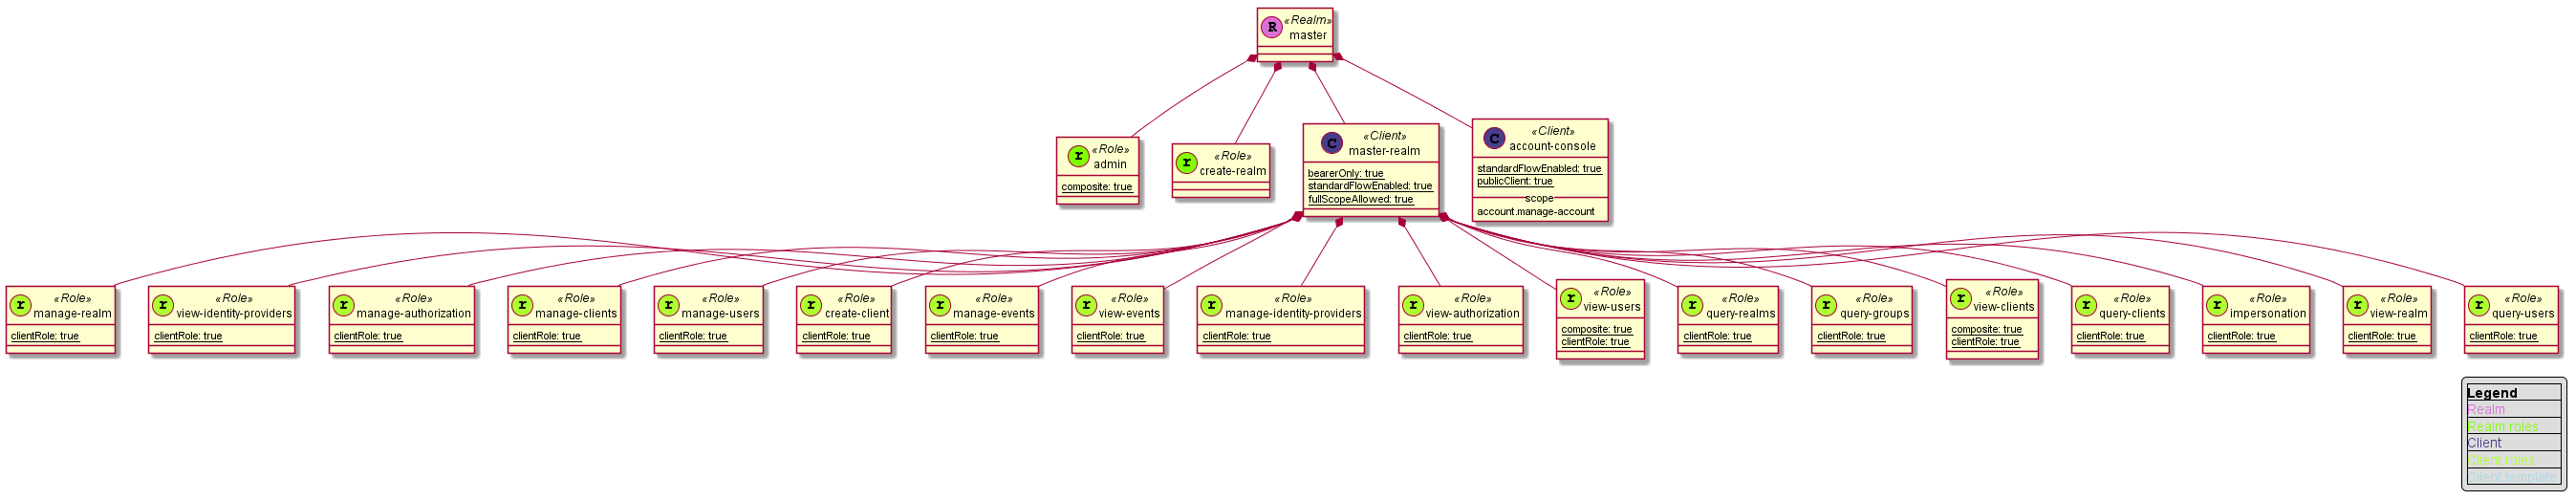 R «Realm»
master
r «Role»
admin
composite: true
r «Role»
create-realm
C «Client»
master-realm
bearerOnly: true
standardFlowEnabled: true
fullScopeAllowed: true
C «Client»
account-console
standardFlowEnabled: true
publicClient: true
scope
account.manage-account
r «Role»
manage-realm
clientRole: true
r «Role»
view-identity-providers
clientRole: true
r «Role»
manage-authorization
clientRole: true
r «Role»
manage-clients
clientRole: true
r «Role»
manage-users
clientRole: true
r «Role»
create-client
clientRole: true
r «Role»
manage-events
clientRole: true
r «Role»
view-events
clientRole: true
r «Role»
manage-identity-providers
clientRole: true
r «Role»
view-authorization
clientRole: true
r «Role»
view-users
composite: true
clientRole: true
r «Role»
query-realms
clientRole: true
r «Role»
query-groups
clientRole: true
r «Role»
view-clients
composite: true
clientRole: true
r «Role»
query-clients
clientRole: true
r «Role»
impersonation
clientRole: true
r «Role»
view-realm
clientRole: true
r «Role»
query-users
clientRole: true
Legend
Realm
Realm roles
Client
Client roles
Client template